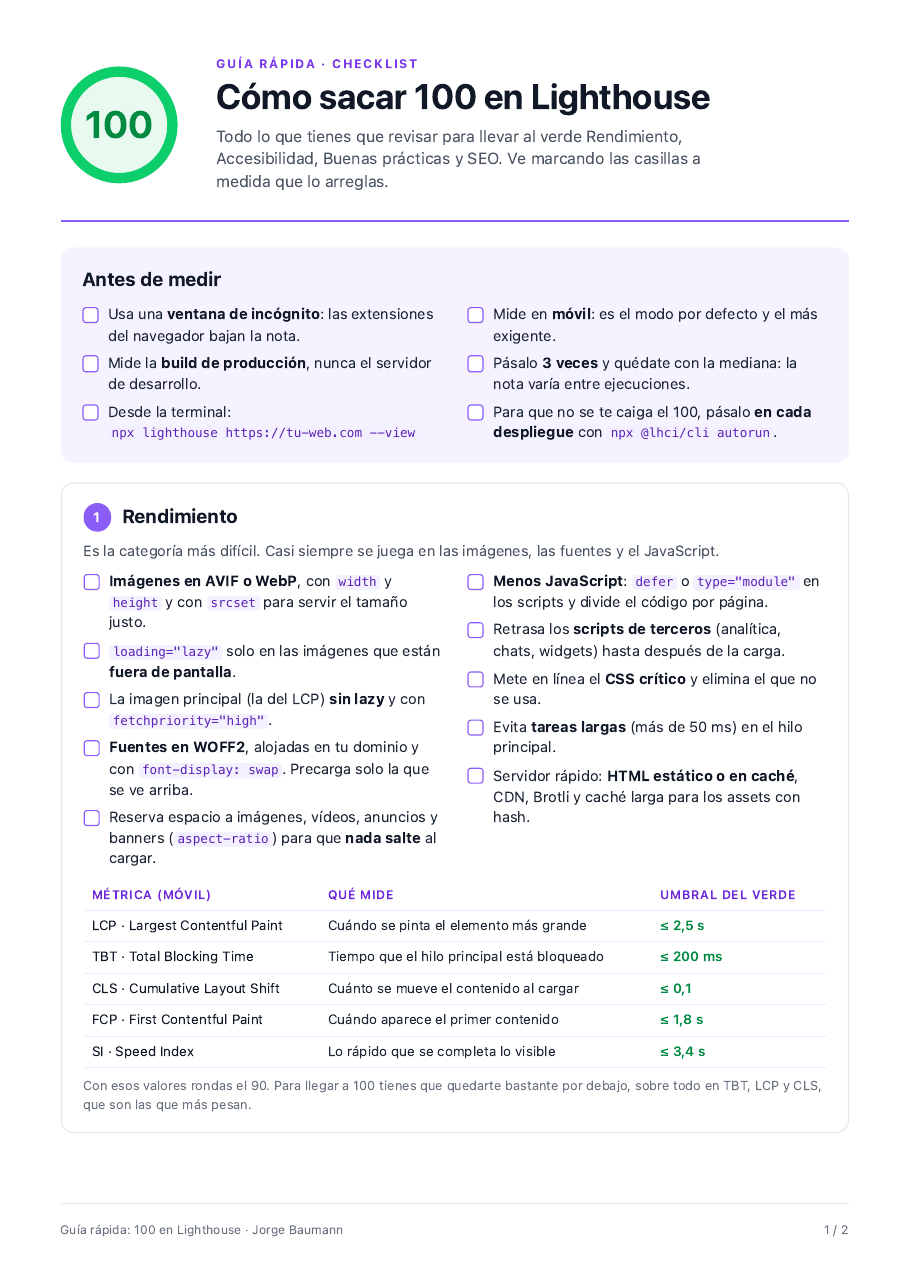 100
GUÍA RÁPIDA · CHECKLIST
Cómo sacar 100 en Lighthouse
Todo lo que tienes que revisar para llevar al verde Rendimiento,
Accesibilidad, Buenas prácticas y SEO. Ve marcando las casillas a
medida que lo arreglas.
Antes de medir
Usa una ventana de incógnito: las extensiones
del navegador bajan la nota.
Mide la build de producción, nunca el servidor
de desarrollo.
Desde la terminal:
npx lighthouse https://tu-web.com --view
Mide en móvil: es el modo por defecto y el más
exigente.
Pásalo 3 veces y quédate con la mediana: la
nota varía entre ejecuciones.
Para que no se te caiga el 100, pásalo en cada
despliegue con npx @lhci/cli autorun.
1 Rendimiento
Es la categoría más difícil. Casi siempre se juega en las imágenes, las fuentes y el JavaScript.
Imágenes en AVIF o WebP, con width y
height y con srcset para servir el tamaño
justo.
loading="lazy" solo en las imágenes que están
fuera de pantalla.
La imagen principal (la del LCP) sin lazy y con
fetchpriority="high".
Fuentes en WOFF2, alojadas en tu dominio y
con font-display: swap. Precarga solo la que
se ve arriba.
Reserva espacio a imágenes, vídeos, anuncios y
banners (aspect-ratio) para que nada salte al
cargar.
Menos JavaScript: defer o type="module" en
los scripts y divide el código por página.
Retrasa los scripts de terceros (analítica,
chats, widgets) hasta después de la carga.
Mete en línea el CSS crítico y elimina el que no
se usa.
Evita tareas largas (más de 50 ms) en el hilo
principal.
Servidor rápido: HTML estático o en caché,
CDN, Brotli y caché larga para los assets con
hash.
MÉTRICA (MÓVIL) QUÉ MIDE UMBRAL DEL VERDE
LCP · Largest Contentful Paint Cuándo se pinta el elemento más grande ≤ 2,5 s
TBT · Total Blocking Time Tiempo que el hilo principal está bloqueado ≤ 200 ms
CLS · Cumulative Layout Shift Cuánto se mueve el contenido al cargar ≤ 0,1
FCP · First Contentful Paint Cuándo aparece el primer contenido ≤ 1,8 s
SI · Speed Index Lo rápido que se completa lo visible ≤ 3,4 s
Con esos valores rondas el 90. Para llegar a 100 tienes que quedarte bastante por debajo, sobre todo en TBT, LCP y CLS,
que son las que más pesan.
Guía rápida: 100 en Lighthouse · Jorge Baumann 1 / 2